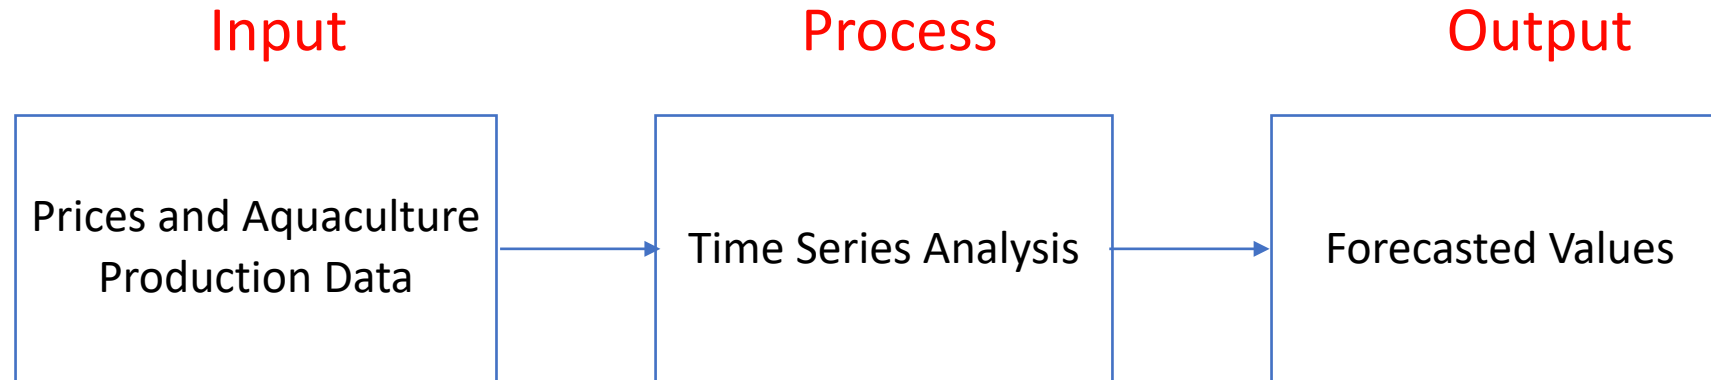 Input
Process
Output
Prices and Aquaculture
Production Data
Time Series Analysis
Forecasted Values